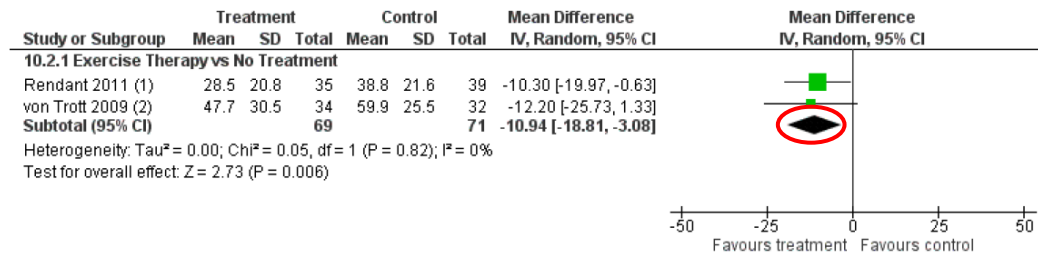 Treatment Control Mean Difference Mean Difference
Study or Subgroup Mean SD Total Mean SD Total IV, Random, 95% CI IV, Random, 95% CI
10.2.1 Exercise Therapy vs No Treatment
Rendant 2011 (1) 28.5 20.8 35 38.8 21.6 39 -10.30 [-19.97, -0.63]
von Trott 2009 (2) 47.7 30.5 34 59.9 25.5 32 -12.20 [-25.73, 1.33]
Subtotal (95% CI) 69 71 -10.94 [-18.81, -3.08]
Heterogeneity: Tau² = 0.00; Chi² = 0.05, df = 1 (P = 0.82); I² = 0%
Test for overall effect: Z = 2.73 (P = 0.006)
-50 -25 0 25 50
Favours treatment Favours control